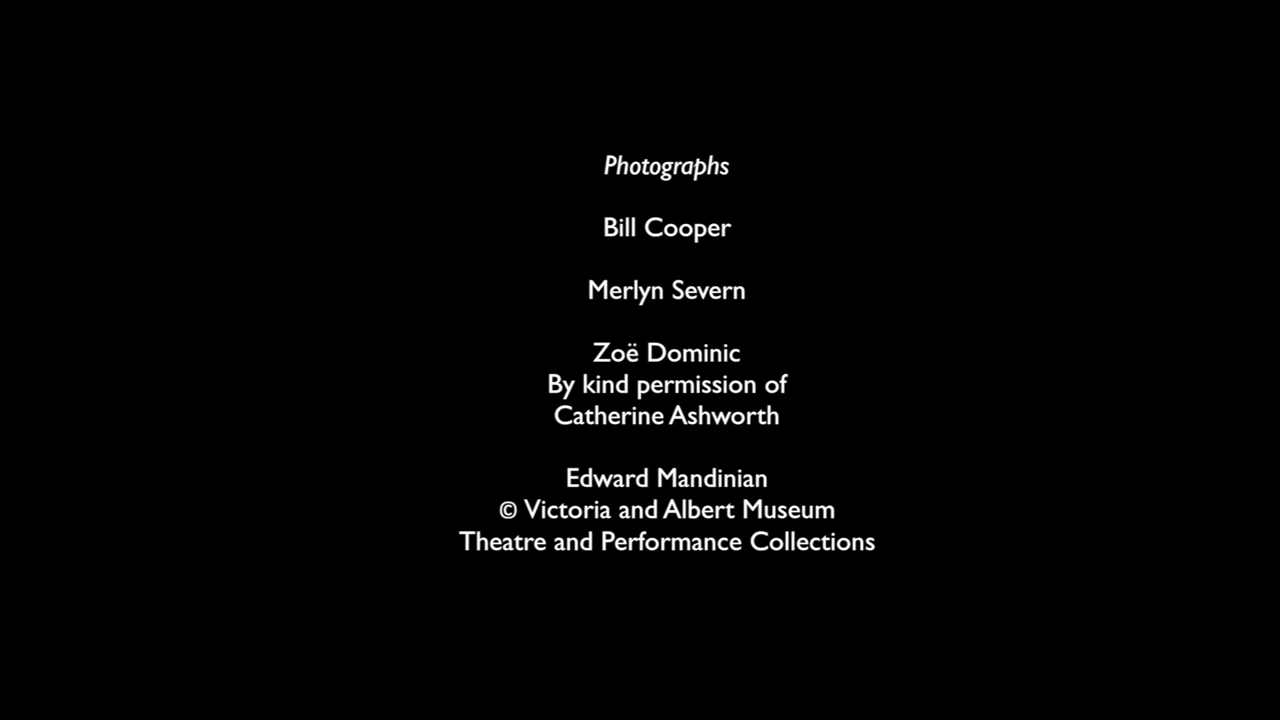 Photographs
Bill Cooper
Merlyn Severn
Zoë Dominic
By kind permission of
Catherine Ashworth
Edward Mandinian
© Victoria and Albert Museum
Theatre and Performance Collections